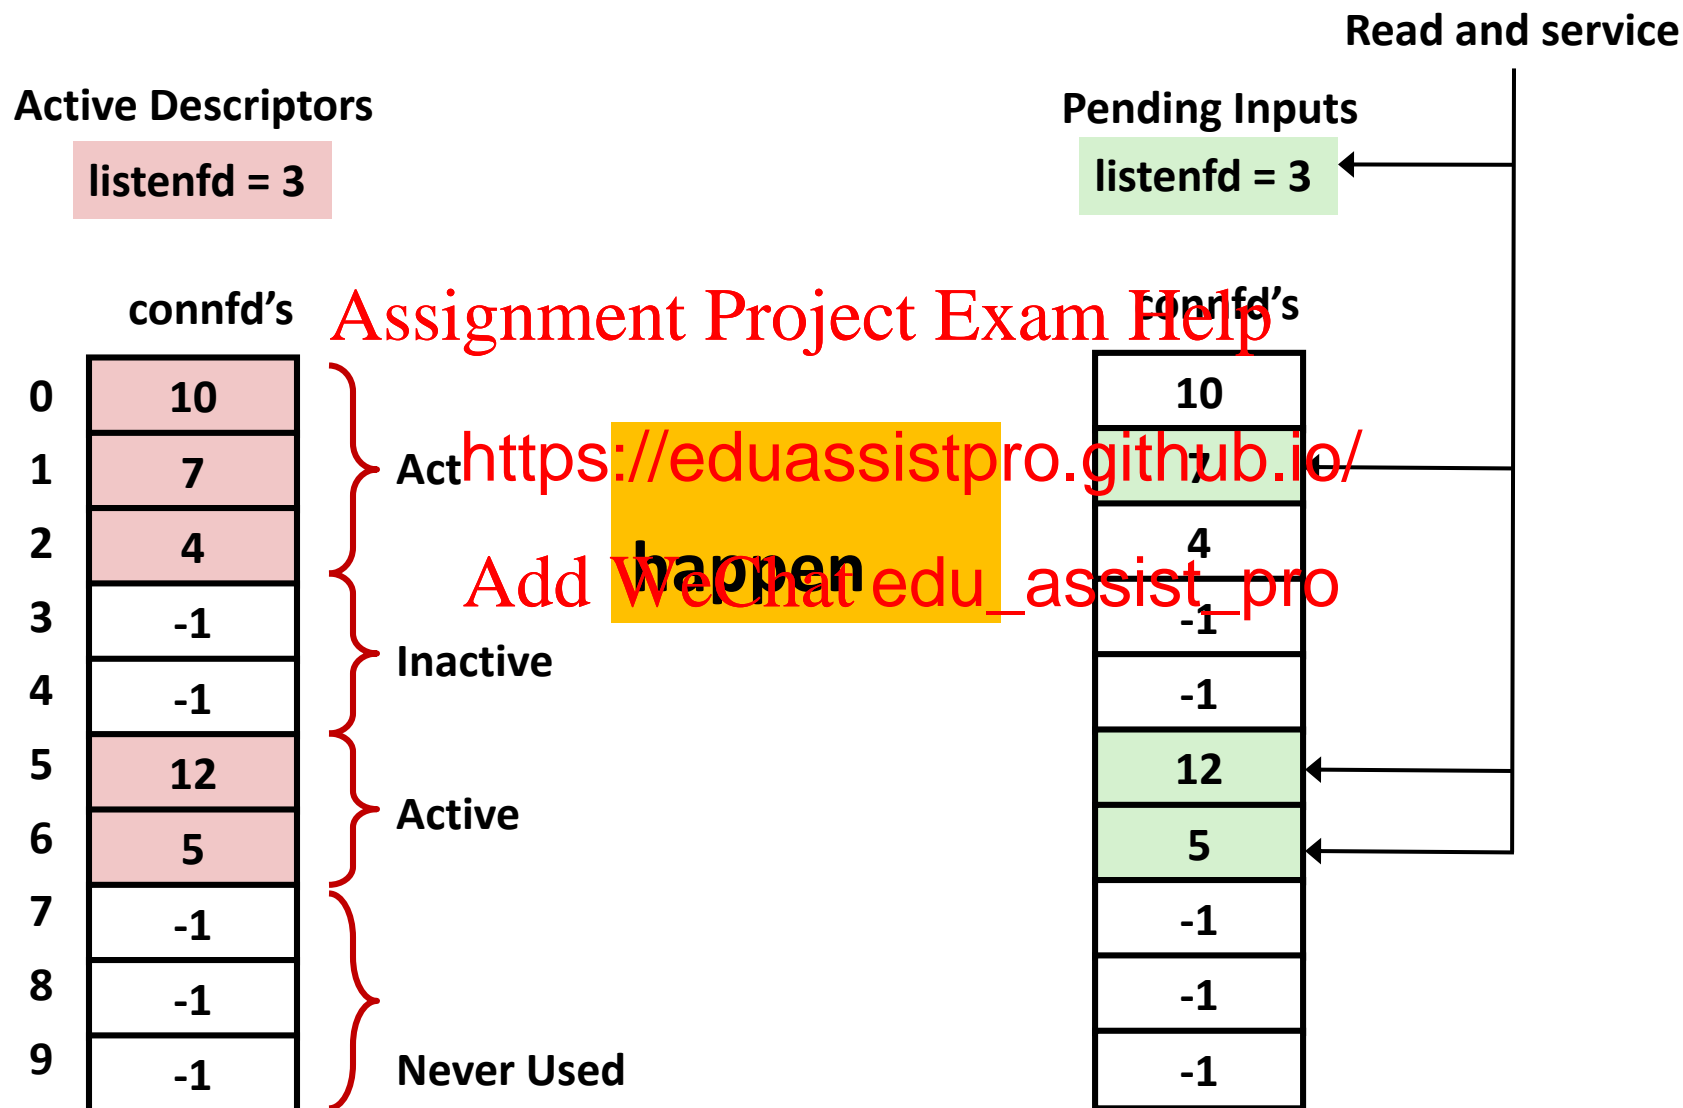 Read and service
Active Descriptors
Pending Inputs
listenfd = 3
listenfd = 3
connfd's
connfd's
Assignment Project Exam Help
0 10 10
1 7 Act 7
https://eduassistpro.github.io/
2 4 4
happen
Add WeChat edu_assist_pro
3 -1 -1
Inactive
4 -1 -1
5 12 12
Active
6 5 5
7 -1 -1
8 -1 -1
9 -1 -1
Never Used